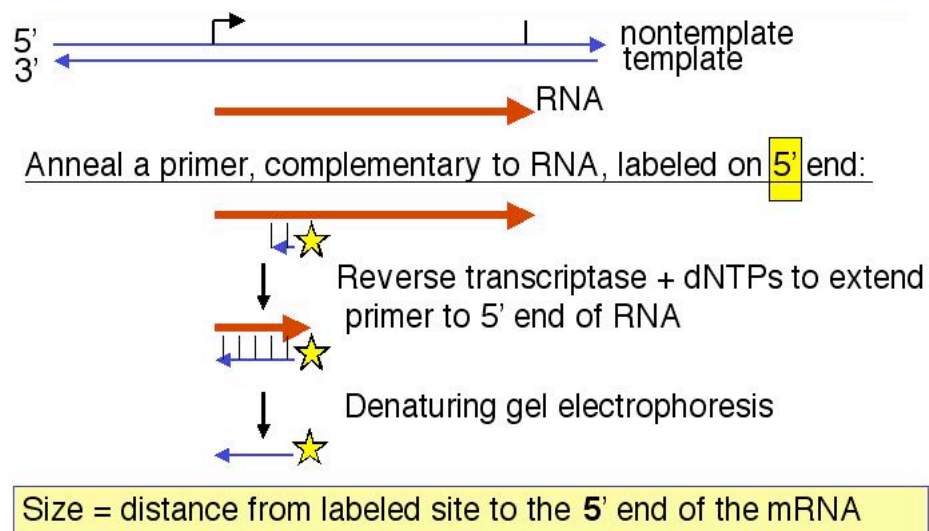 5’ nontemplate
3’ template
RNA
Anneal a primer, complementary to RNA, labeled on 5’ end:
Reverse transcriptase + dNTPs to extend
primer to 5’ end of RNA
Denaturing gel electrophoresis
Size = distance from labeled site to the 5’ end of the mRNA